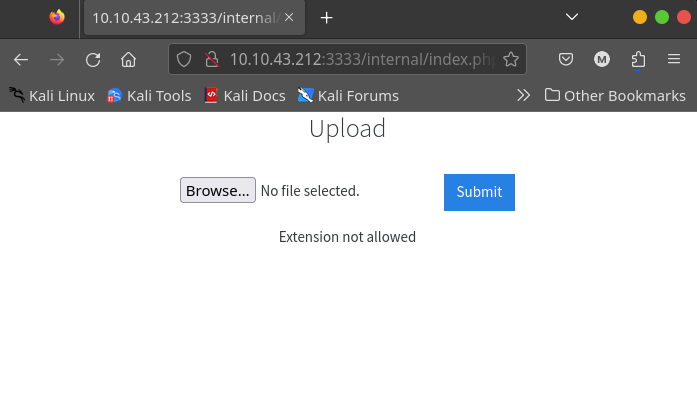 10.10.43.212:3333/internal/
10.10.43.212:3333/internal/index.ph
M
Kali Linux Kali Tools Kali Docs Kali Forums Other Bookmarks
Upload
Browse... No file selected. Submit
Extension not allowed